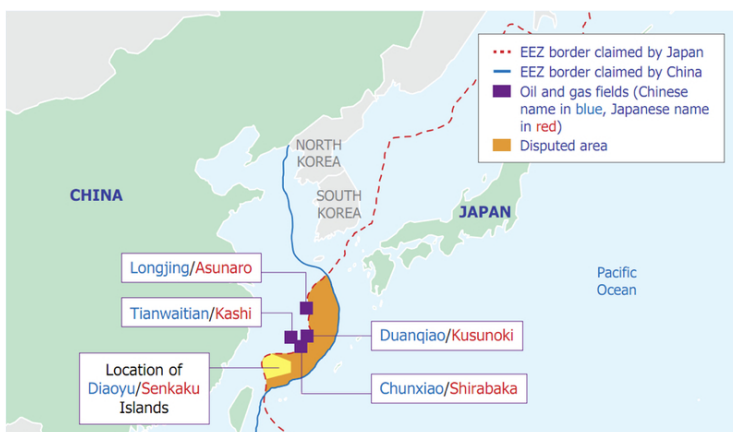 EEZ border claimed by Japan
EEZ border claimed by China
Oil and gas fields (Chinese
name in blue, Japanese name
in red)
Disputed area
NORTH
KOREA
CHINA
SOUTH
KOREA
JAPAN
Longjing/Asunaro
Pacific
Ocean
Tianwaitian/Kashi
Duanqiao/Kusunoki
Location of
Diaoyu/Senkaku
Islands
Chunxiao/Shirabaka